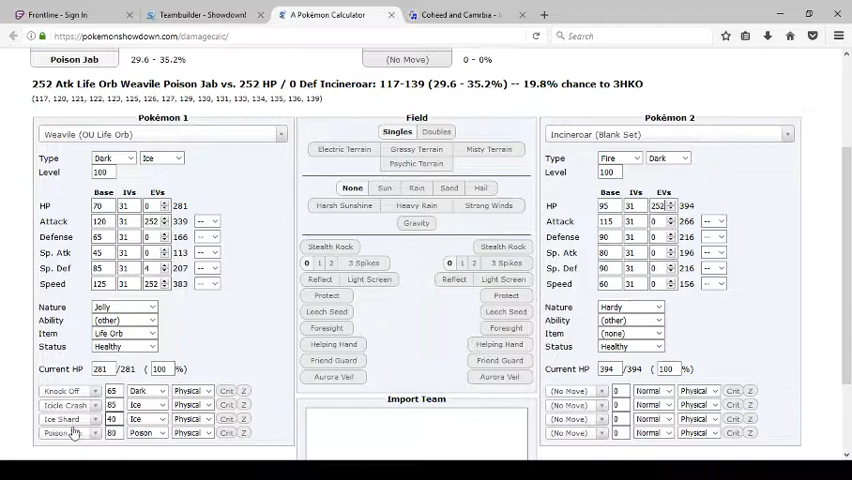 Frontline - Sign In × Teambuilder - Showdown! × A Pokémon Calculator × Coheed and Cambria -
https://pokemonshowdown.com/damagecalc/ Search
Poison Jab 29.6 - 35.2% (No Move) 0 - 0%
252 Atk Life Orb Weavile Poison Jab vs. 252 HP / 0 Def Incineroar: 117-139 (29.6 - 35.2%) -- 19.8% chance to 3HKO
(117, 120, 121, 122, 123, 125, 126, 127, 129, 130, 131, 133, 134, 135, 136, 139)
Pokémon 1
Weavile (OU Life Orb)
Type Dark Ice
Level 100
Base IVs EVs
HP 70 31 0 281
Attack 120 31 252 339 --
Defense 65 31 0 166 --
Sp. Atk 45 31 0 113 --
Sp. Def 85 31 4 207 --
Speed 125 31 252 383 --
Nature Jolly
Ability (other)
Item Life Orb
Status Healthy
Current HP 281 /281 ( 100 %)
Knock Off 65 Dark Physical Crit Z
Icicle Crash 85 Ice Physical Crit Z
Ice Shard 40 Ice Physical Crit Z
Poison 80 Poison Physical Crit Z
Field
Singles Doubles
Electric Terrain Grassy Terrain Misty Terrain
Psychic Terrain
None Sun Rain Sand Hail
Harsh Sunshine Heavy Rain Strong Winds
Gravity
Stealth Rock Stealth Rock
0 1 2 3 Spikes 0 1 2 3 Spikes
Reflect Light Screen Reflect Light Screen
Protect Protect
Leech Seed Leech Seed
Foresight Foresight
Helping Hand Helping Hand
Friend Guard Friend Guard
Aurora Veil Aurora Veil
Import Team
Pokémon 2
Incineroar (Blank Set)
Type Fire Dark
Level 100
Base IVs EVs
HP 95 31 252 394
Attack 115 31 0 266 --
Defense 90 31 0 216 --
Sp. Atk 80 31 0 196 --
Sp. Def 90 31 0 216 --
Speed 60 31 0 156 --
Nature Hardy
Ability (other)
Item (none)
Status Healthy
Current HP 394 /394 ( 100 %)
(No Move) 0 Normal Physical Crit Z
(No Move) 0 Normal Physical Crit Z
(No Move) 0 Normal Physical Crit Z
(No Move) 0 Normal Physical Crit Z